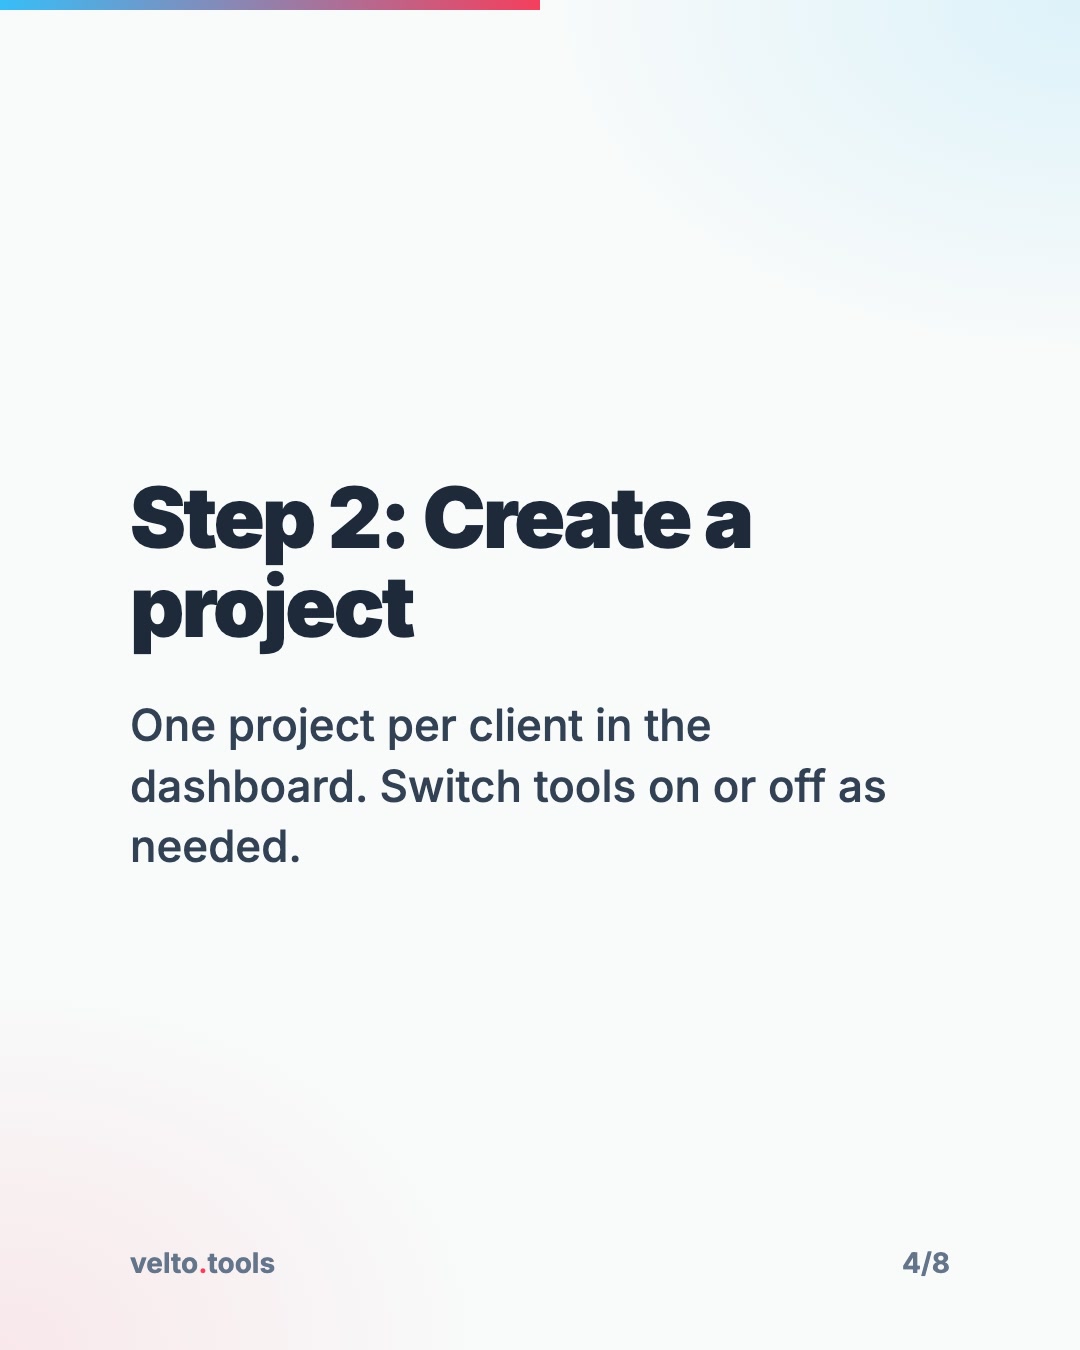 Step 2: Create a
project
One project per client in the
dashboard. Switch tools on or off as
needed.
velto.tools
4/8